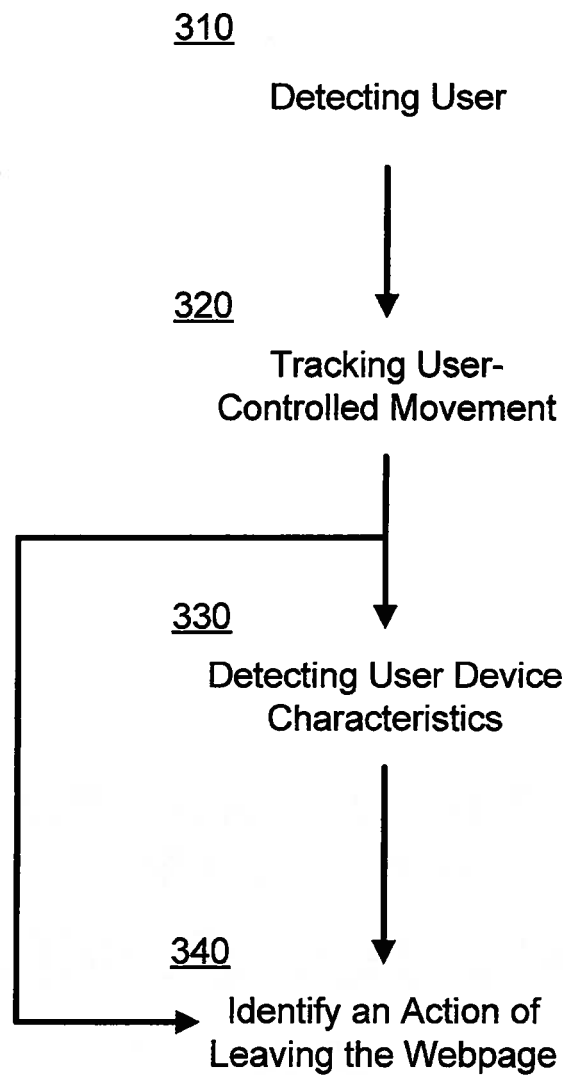 310
Detecting User
320
Tracking User-
Controlled Movement
330
Detecting User Device
Characteristics
340
Identify an Action of
Leaving the Webpage